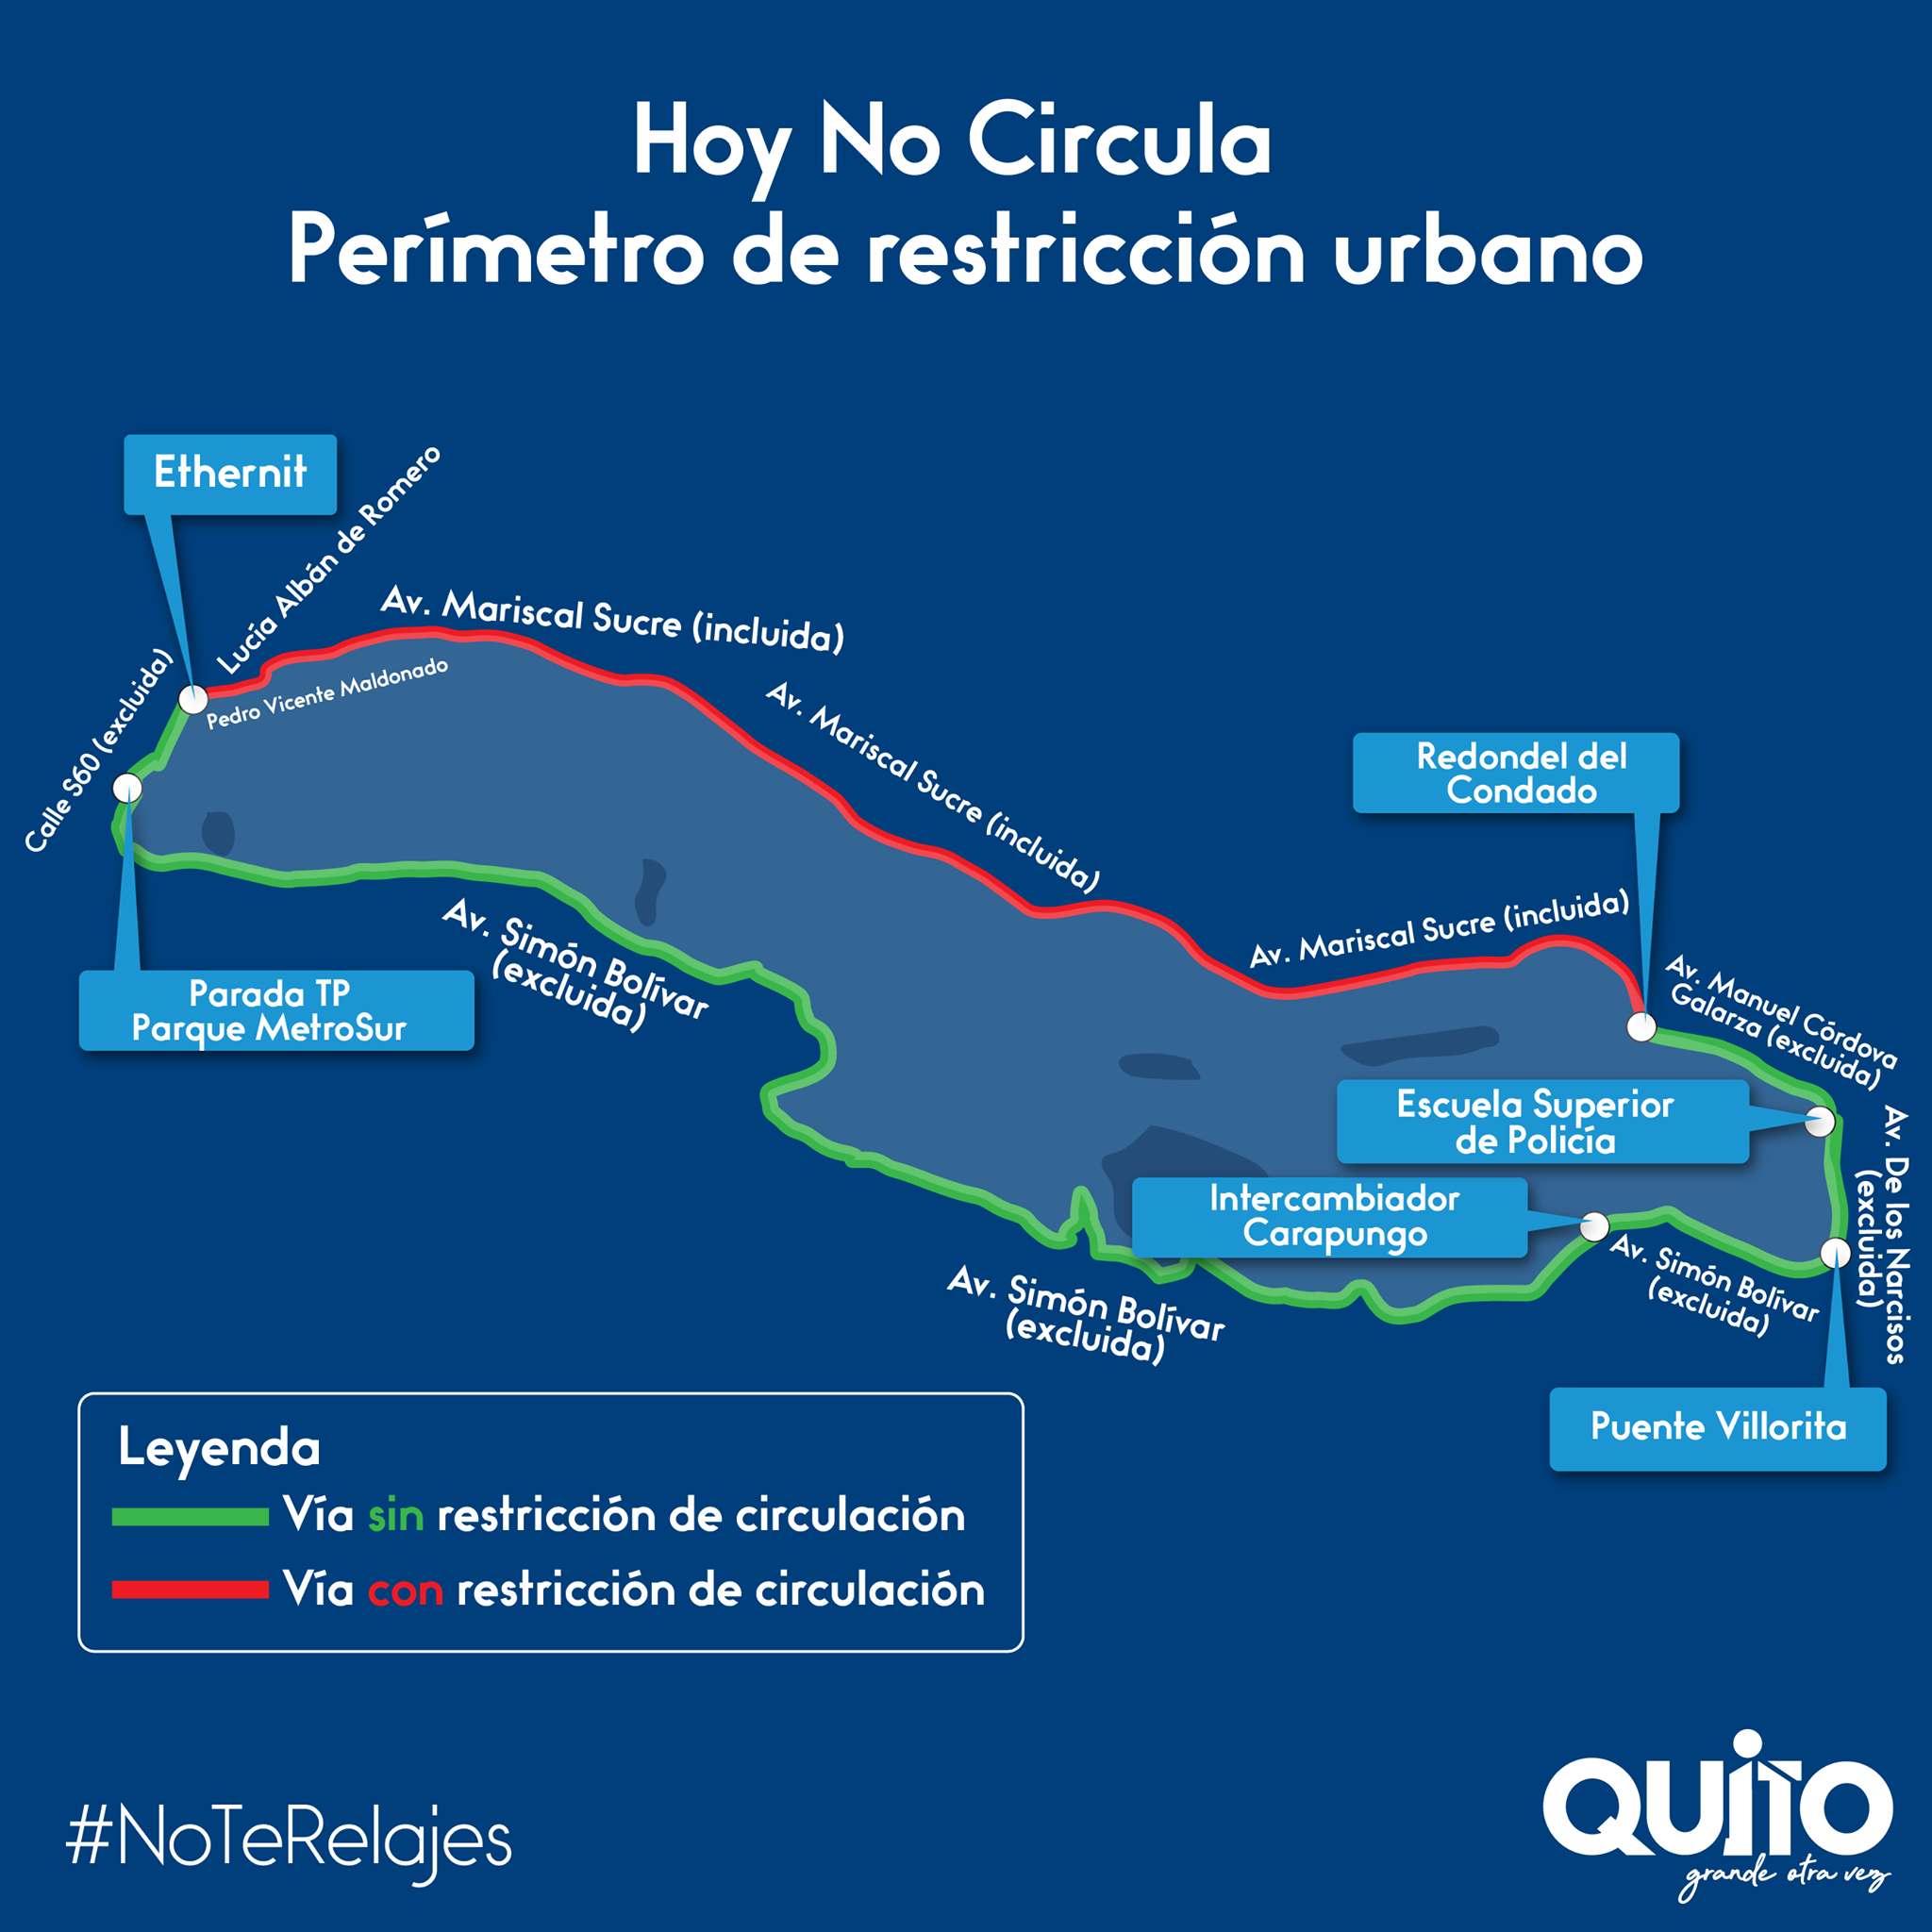 Hoy No Circula
Perímetro de restricción urbano
Ethernit
Lucía Albán de Romero
Av. Mariscal Sucre (incluida)
Pedro Vicente Maldonado
Calle S60 (excluida)
Av. Mariscal Sucre (incluida)
Redondel del
Condado
Av. Mariscal Sucre (incluida)
Av. Manuel Córdova
Galarza (excluida)
Av. Simón Bolívar
(excluida)
Parada TP
Parque MetroSur
Escuela Superior
de Policía
Av. De los Narcisos
(excluida)
Intercambiador
Carapungo
Av. Simón Bolívar
(excluida)
Av. Simón Bolívar
(excluida)
Puente Villorita
Leyenda
Vía sin restricción de circulación
Vía con restricción de circulación
#NoTeRelajes
QUITO
grande otra vez